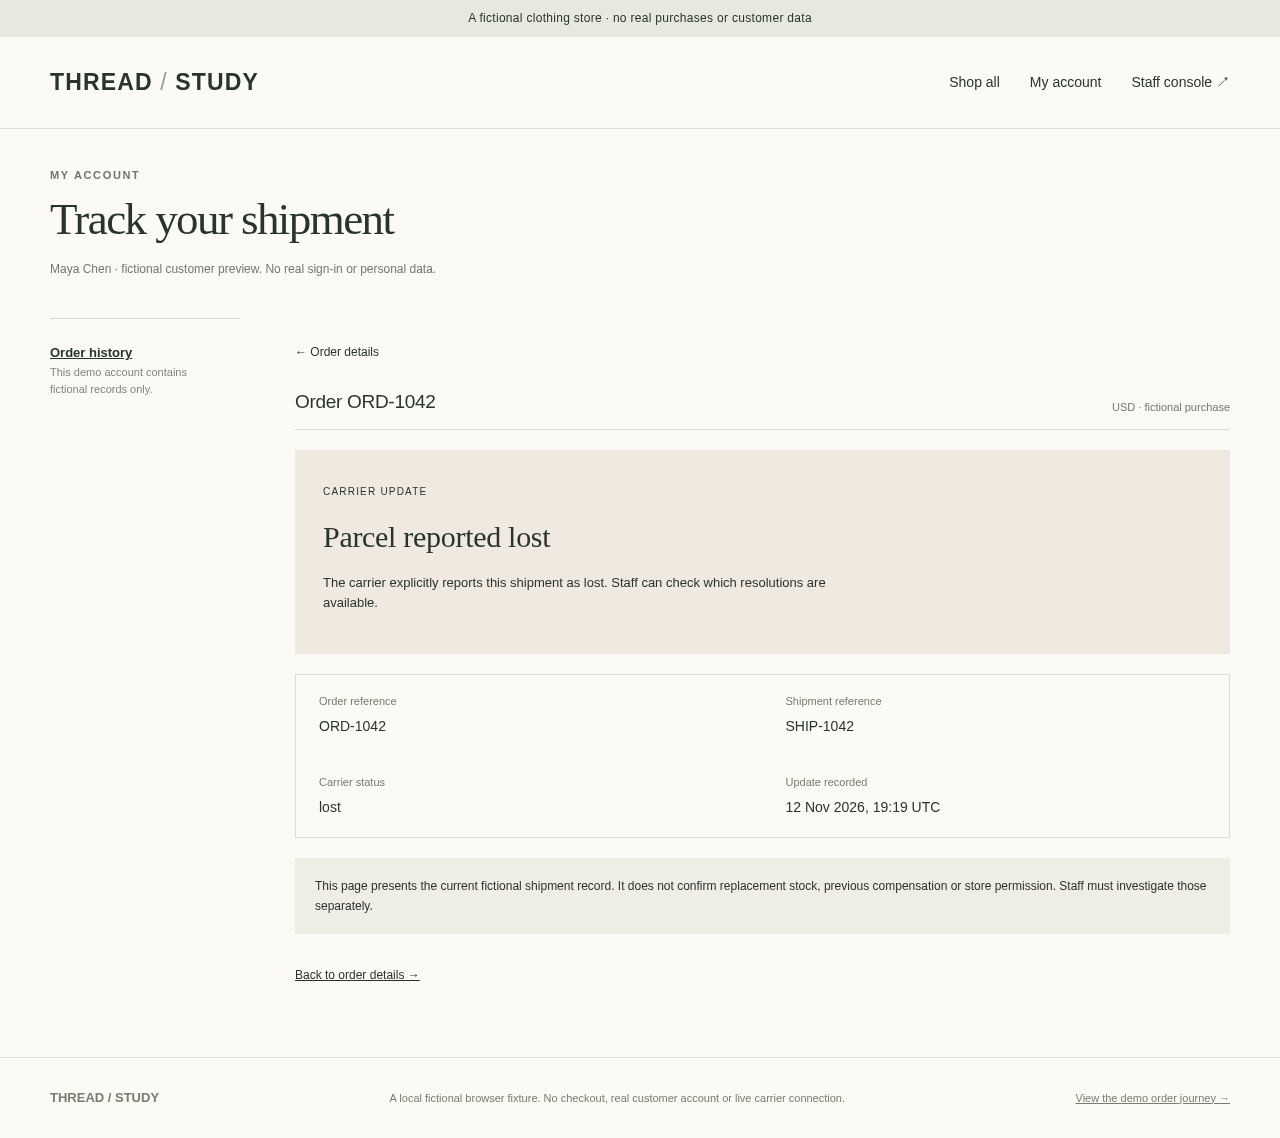 A fictional clothing store · no real purchases or customer data
THREAD / STUDY
Shop all
My account
Staff console ↗
MY ACCOUNT
Track your shipment
Maya Chen · fictional customer preview. No real sign-in or personal data.
Order history
This demo account contains
fictional records only.
← Order details
Order ORD-1042
USD · fictional purchase
CARRIER UPDATE
Parcel reported lost
The carrier explicitly reports this shipment as lost. Staff can check which resolutions are
available.
Order reference
ORD-1042
Shipment reference
SHIP-1042
Carrier status
lost
Update recorded
12 Nov 2026, 19:19 UTC
This page presents the current fictional shipment record. It does not confirm replacement stock, previous compensation or store permission. Staff must investigate those
separately.
Back to order details →
THREAD / STUDY
A local fictional browser fixture. No checkout, real customer account or live carrier connection.
View the demo order journey →